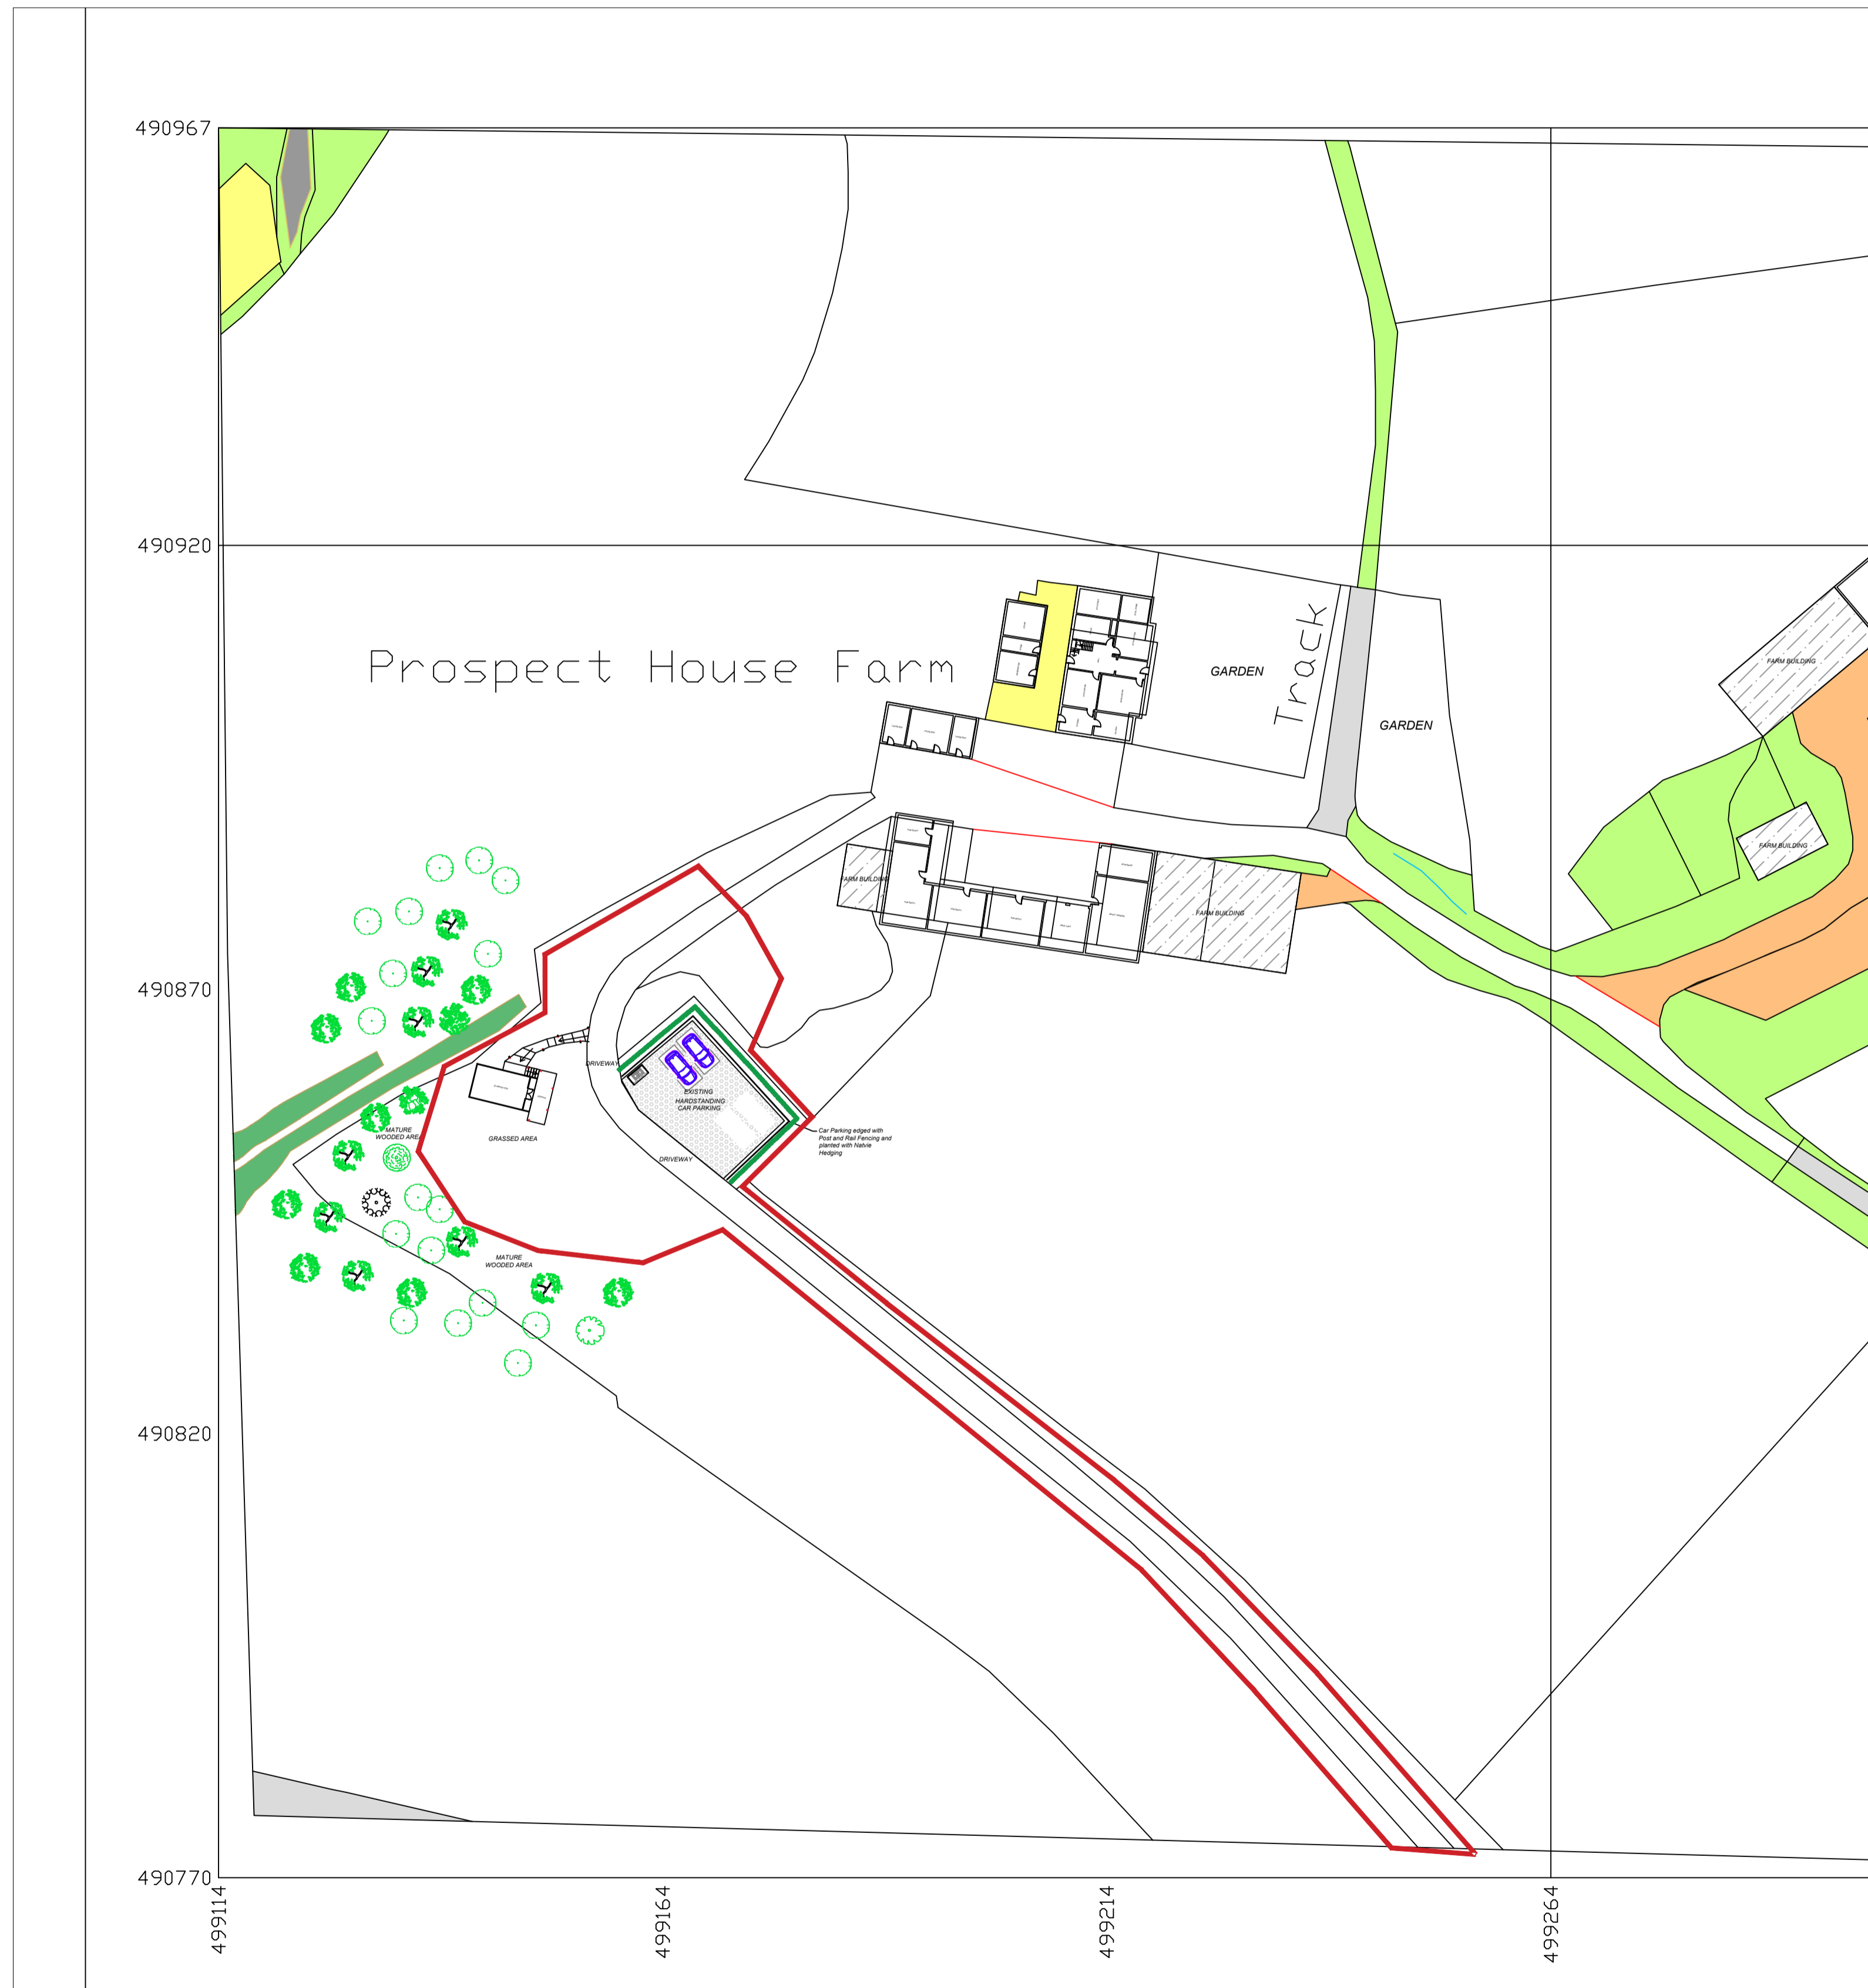 490967
490920
Prospect House Farm
GARDEN
Track
GARDEN
FARM BUILDING
FARM BUILDING
FARM BUILDING
FARM BUILDING
490870
DRIVEWAY
EXISTING
HARDSTANDING
CAR PARKING
MATURE
WOODED AREA
GRASSED AREA
Car Parking edged with
Post and Rail Fencing and
planted with Natvie
Hedging
DRIVEWAY
MATURE
WOODED AREA
490820
490770
499114
499164
499214
499264